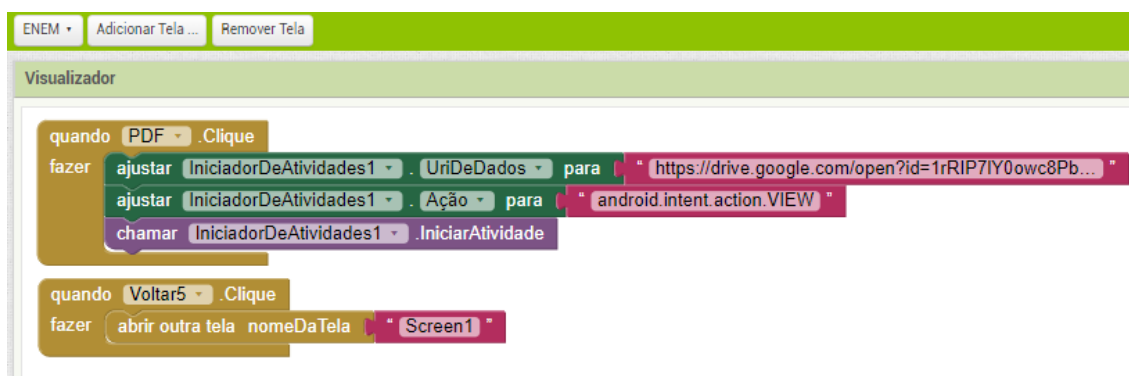 ENEM Adicionar Tela ... Remover Tela
Visualizador
quando PDF .Clique
fazer ajustar IniciadorDeAtividades1 . UriDeDados para " https://drive.google.com/open?id=1rRIP7lY0owc8Pb... "
ajustar IniciadorDeAtividades1 . Ação para " android.intent.action.VIEW "
chamar IniciadorDeAtividades1 .IniciarAtividade
quando Voltar5 .Clique
fazer abrir outra tela nomeDaTela " Screen1 "